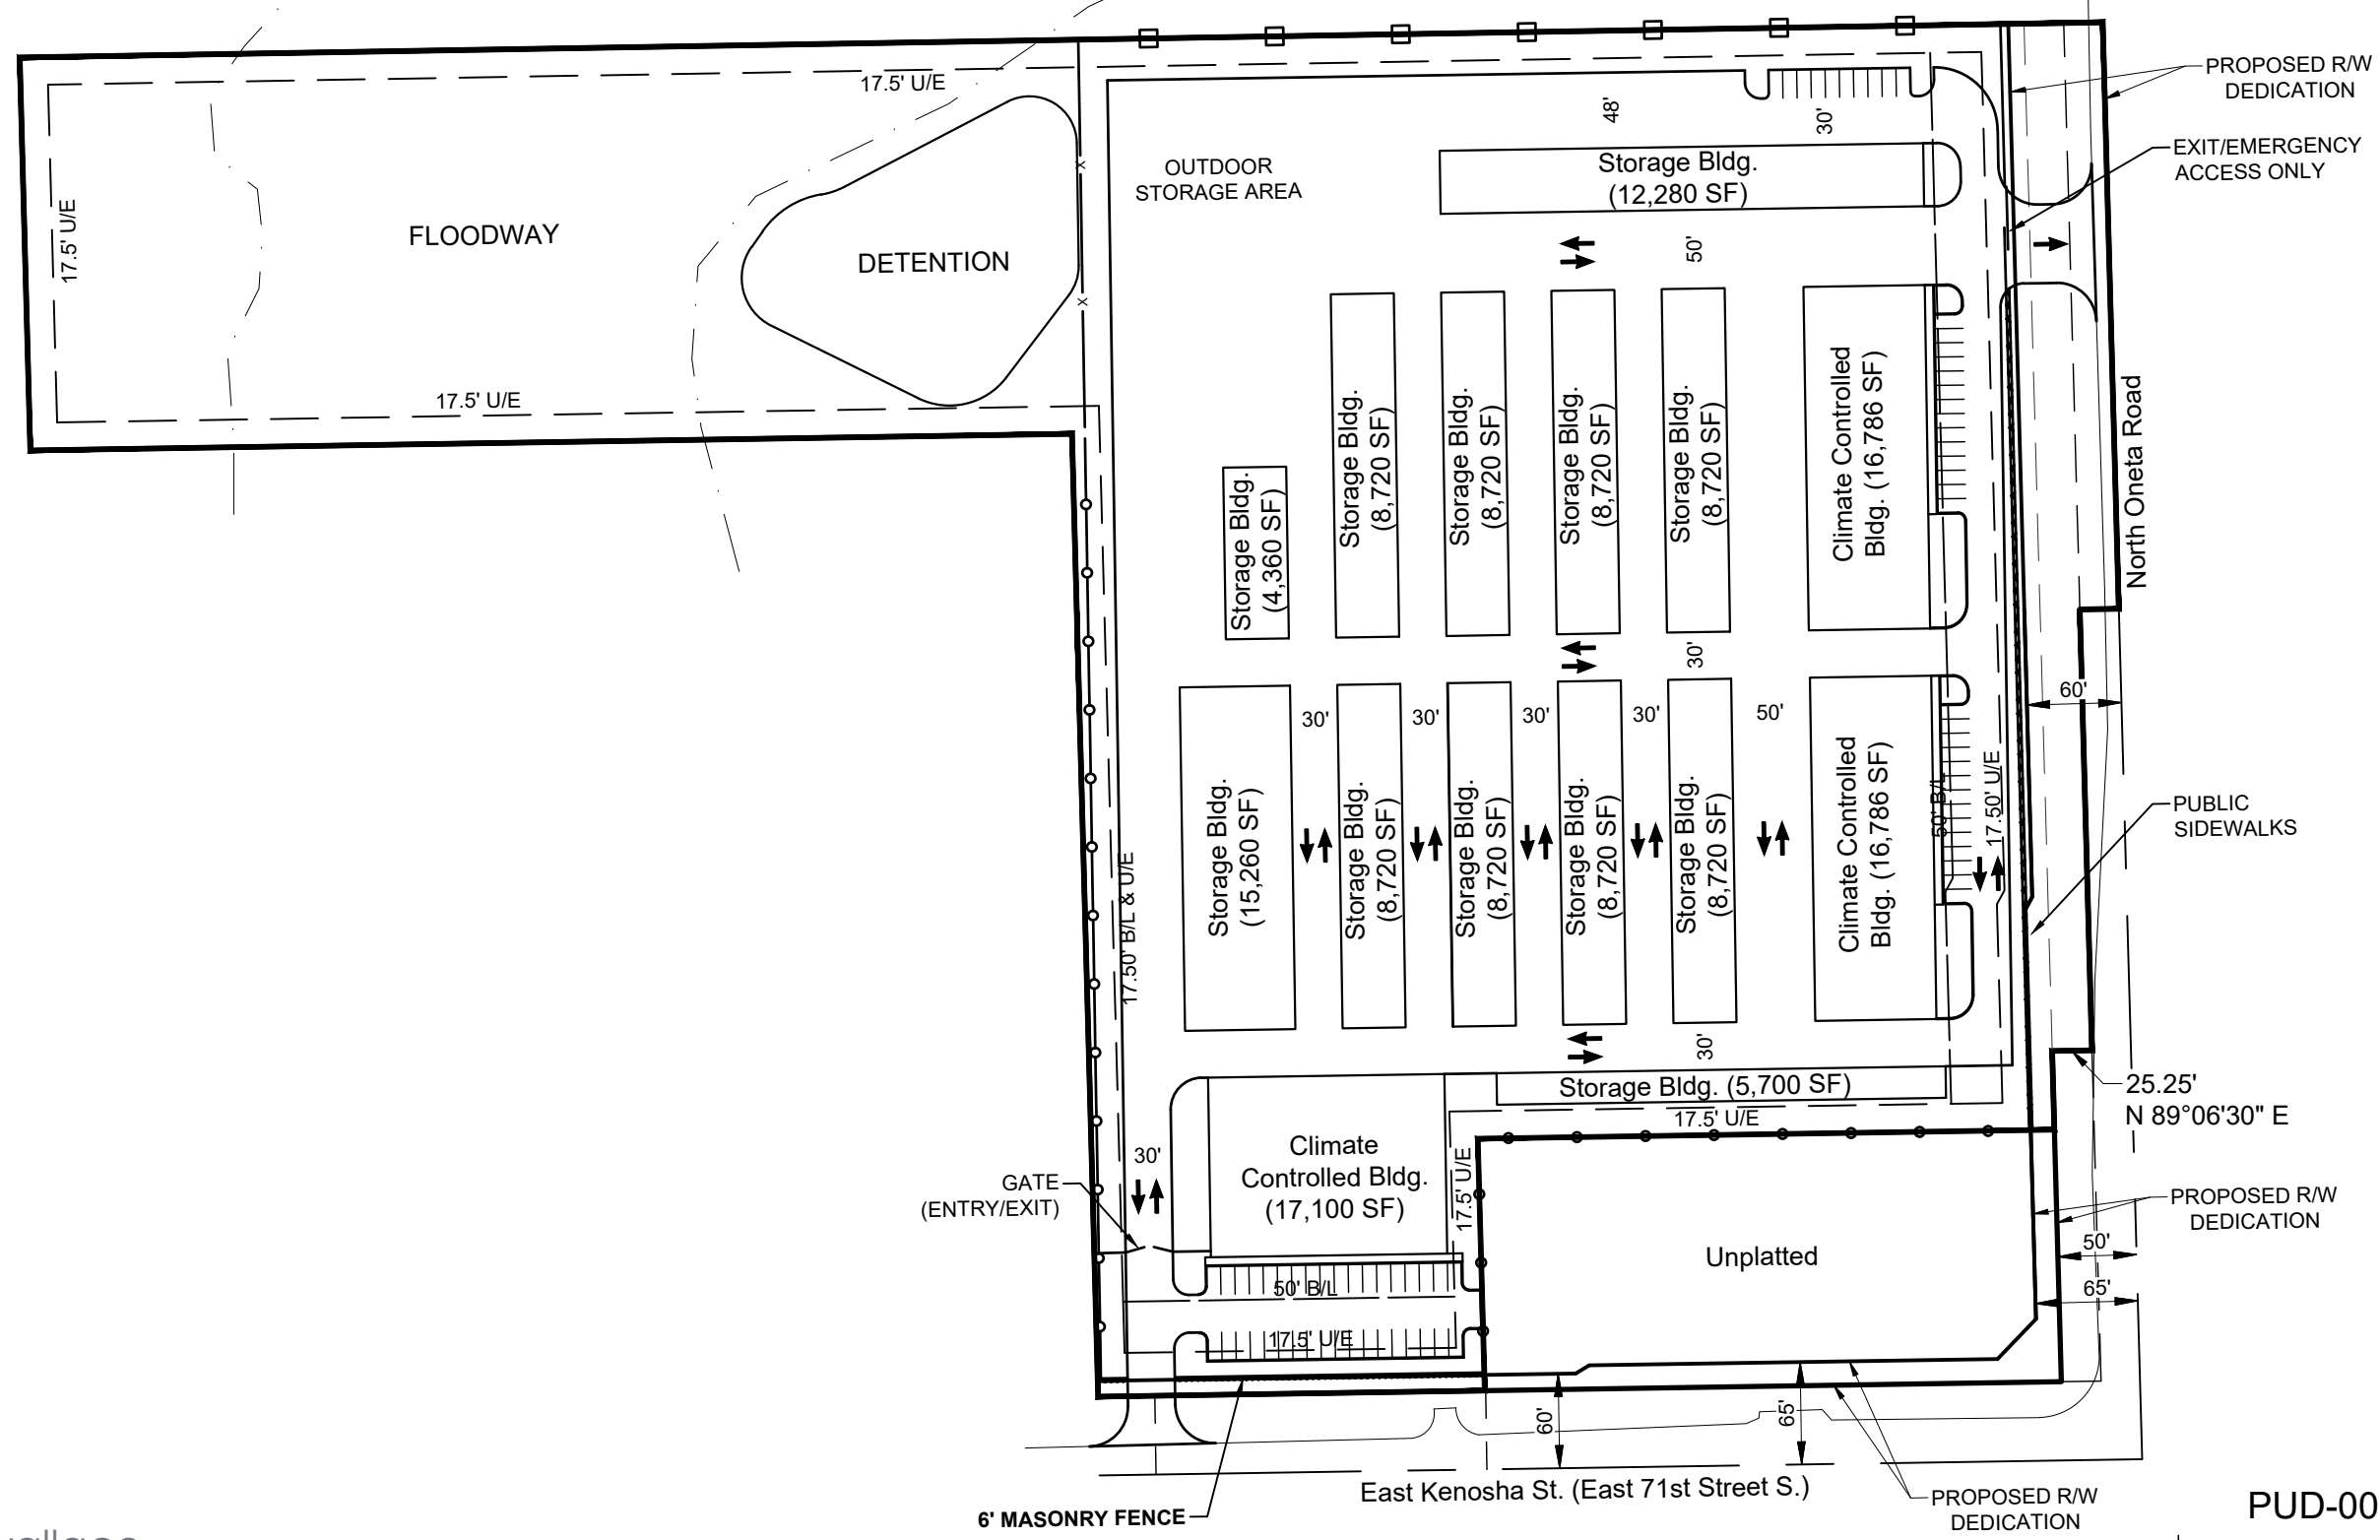 17.5' U/E
PROPOSED R/W
DEDICATION
48'
30'
EXIT/EMERGENCY
ACCESS ONLY
OUTDOOR
STORAGE AREA
Storage Bldg.
(12,280 SF)
17.5' U/E
FLOODWAY
DETENTION
50'
17.5' U/E
Storage Bldg.
(4,360 SF)
Storage Bldg.
(8,720 SF)
Storage Bldg.
(8,720 SF)
Storage Bldg.
(8,720 SF)
Storage Bldg.
(8,720 SF)
Climate Controlled
Bldg. (16,786 SF)
North Oneta Road
30'
60'
30'
30'
30'
30'
50'
Storage Bldg.
(15,260 SF)
Storage Bldg.
(8,720 SF)
Storage Bldg.
(8,720 SF)
Storage Bldg.
(8,720 SF)
Storage Bldg.
(8,720 SF)
Climate Controlled
Bldg. (16,786 SF)
50' B/L
17.50' U/E
PUBLIC
SIDEWALKS
17.50' B/L & U/E
30'
Storage Bldg. (5,700 SF)
25.25'
N 89°06'30" E
17.5' U/E
30'
Climate
Controlled Bldg.
(17,100 SF)
17.5' U/E
GATE
(ENTRY/EXIT)
PROPOSED R/W
DEDICATION
Unplatted
50'
50' B/L
65'
17.5' U/E
60'
65'
East Kenosha St. (East 71st Street S.)
6' MASONRY FENCE
PROPOSED R/W
DEDICATION
PUD-00